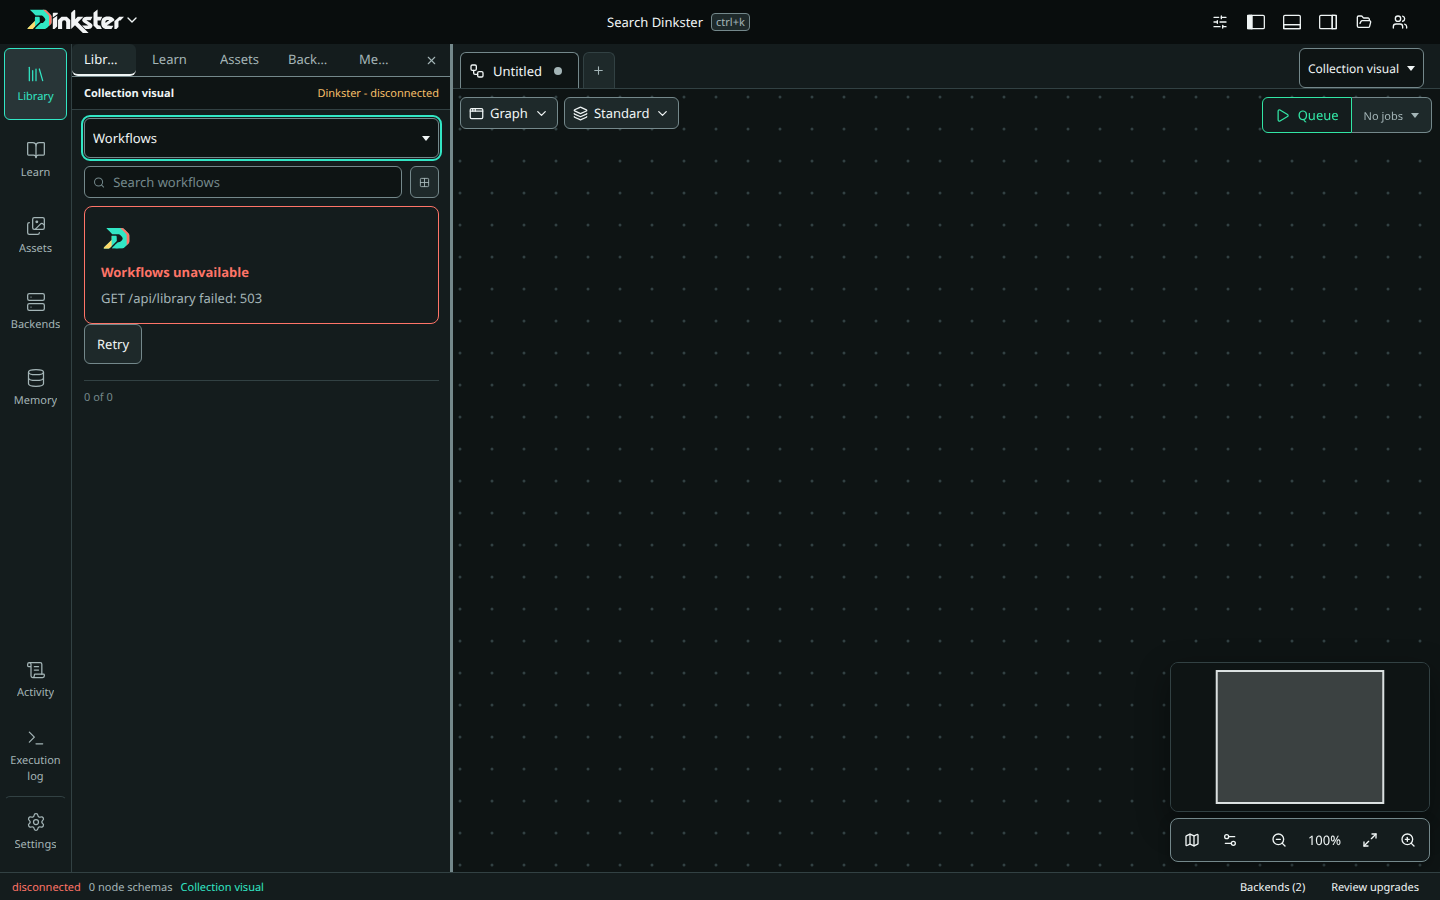 Dinkster
Search Dinkster ctrl+k
Library
Learn
Assets
Backends
Memory
Activity
Execution log
Settings
Libr... Learn Assets Back... Me...
Collection visual Dinkster - disconnected
Workflows
Search workflows
Workflows unavailable
GET /api/library failed: 503
Retry
0 of 0
Untitled
Collection visual
Graph Standard
Queue No jobs
100%
disconnected 0 node schemas Collection visual
Backends (2) Review upgrades